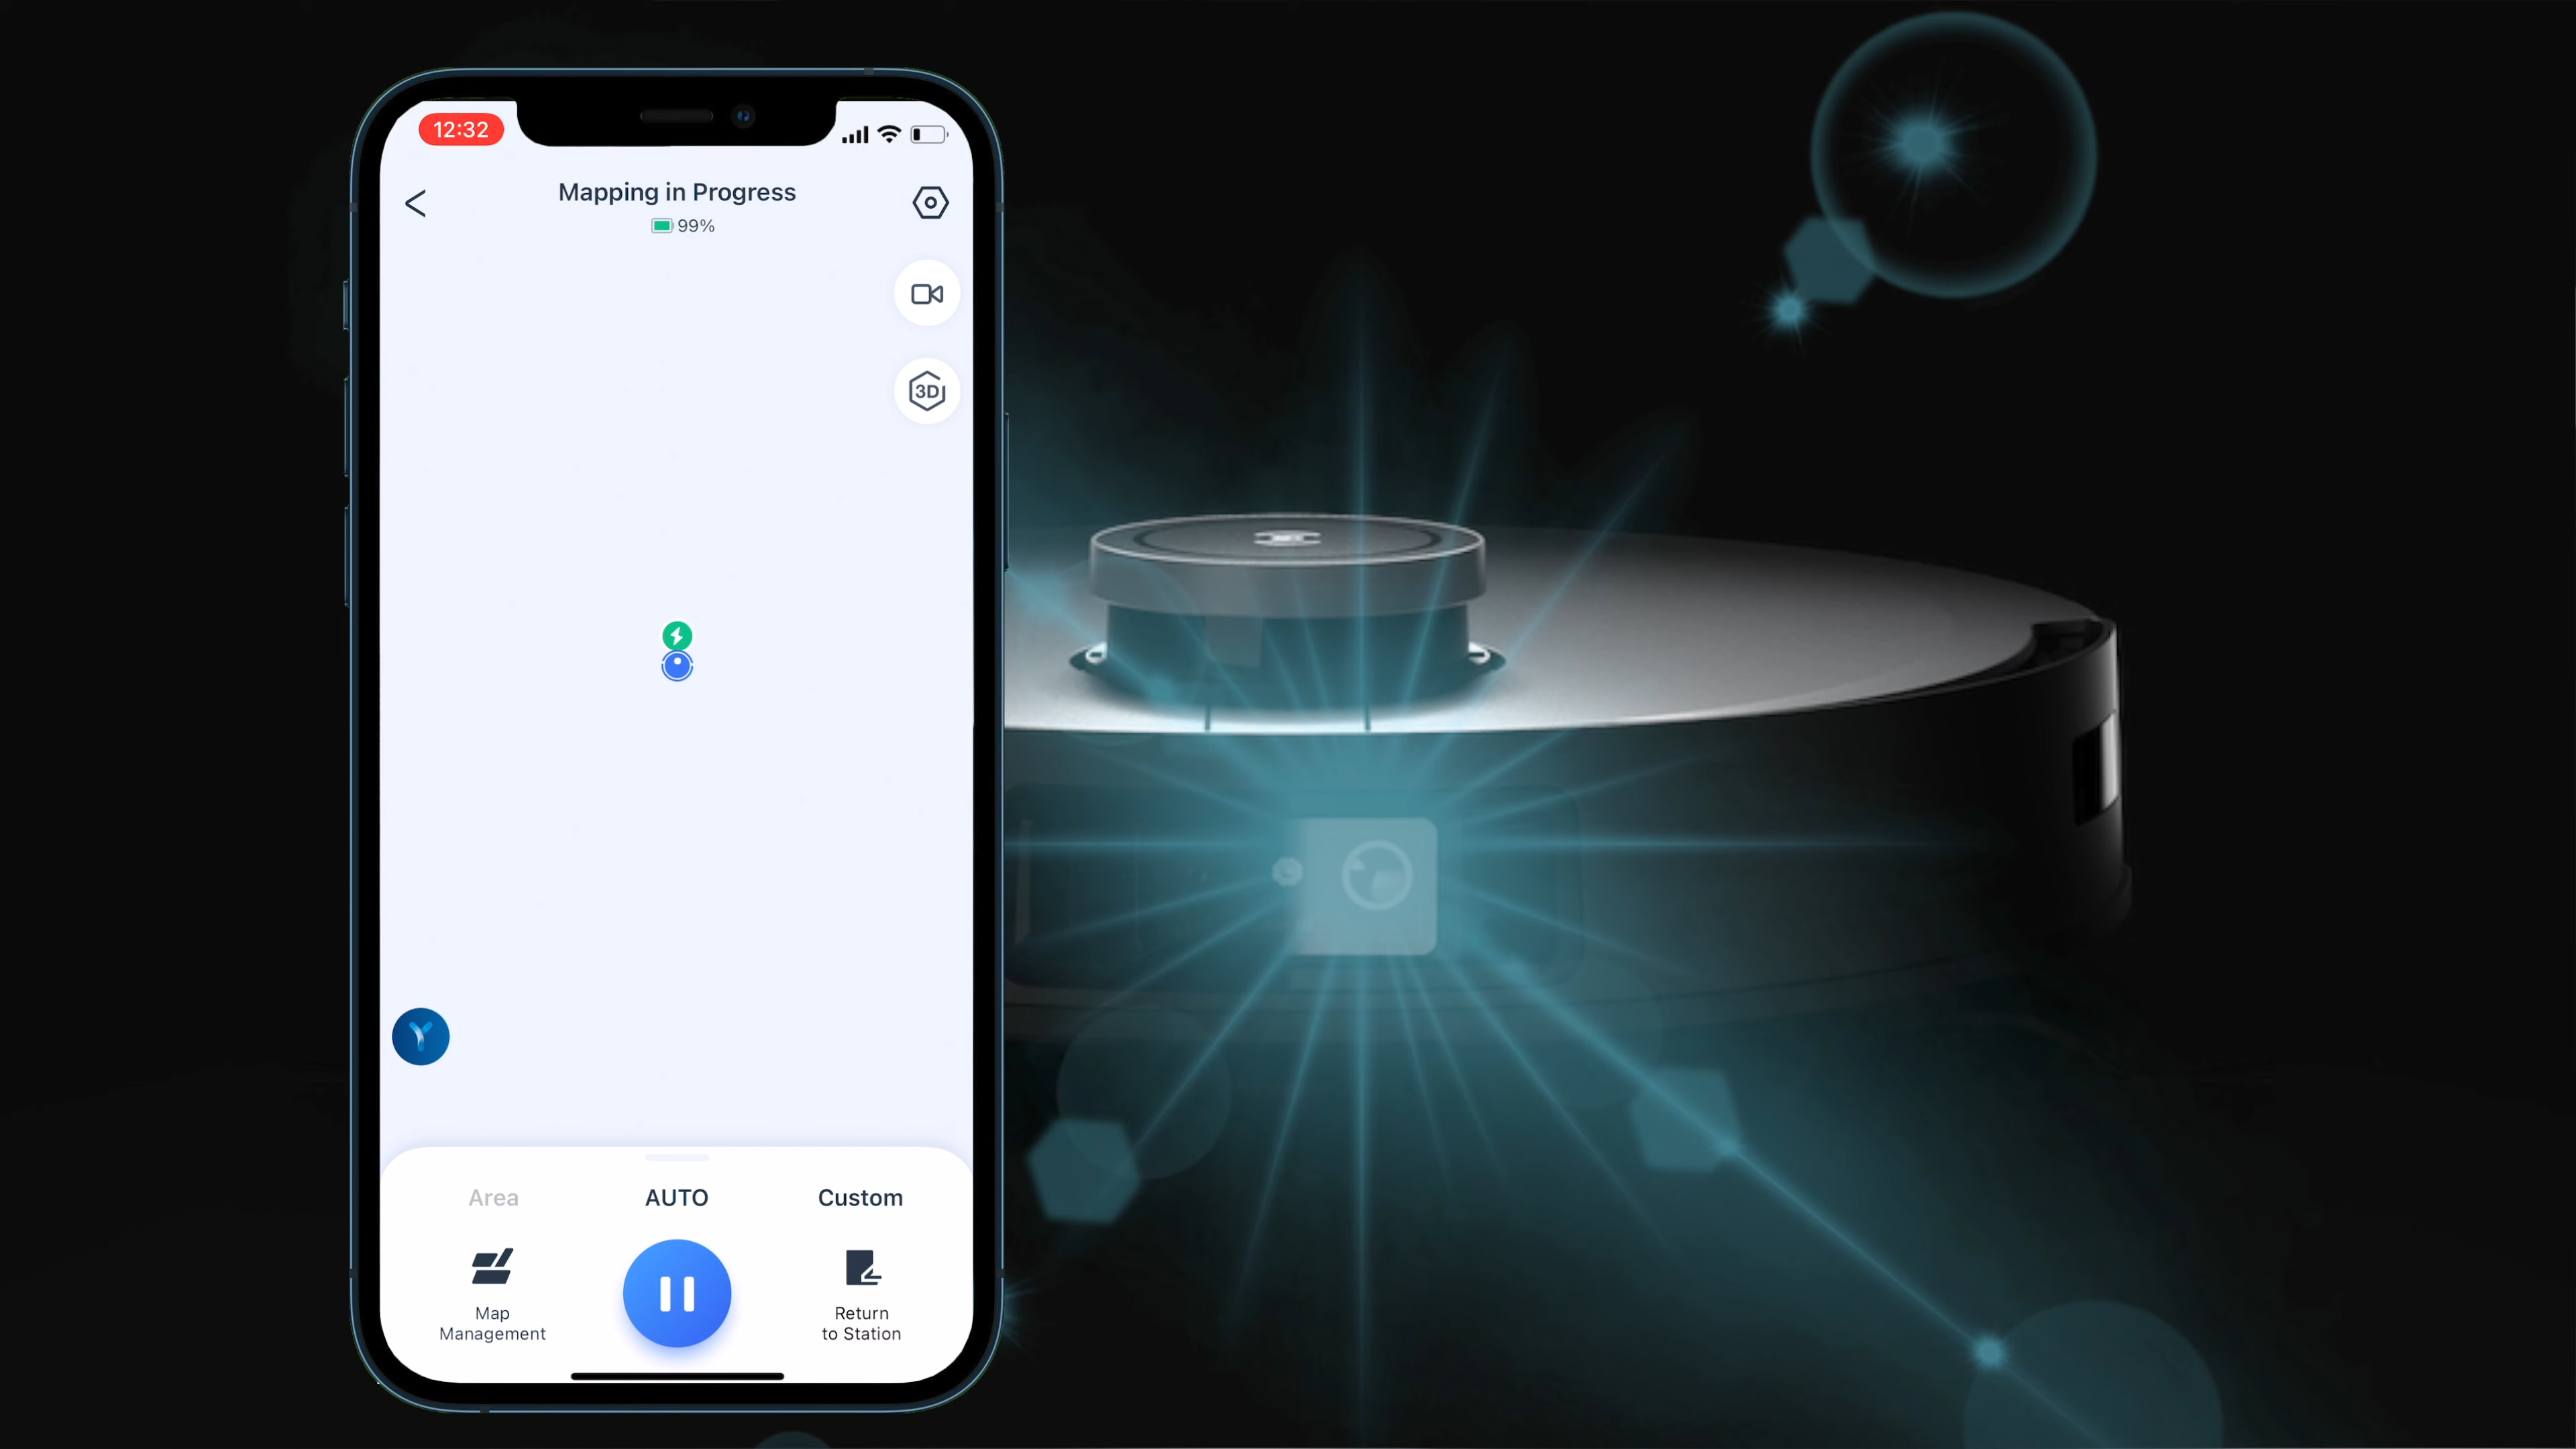 12:32
Mapping in Progress
99%
3D
Area
AUTO
Custom
Map
Management
Return
to Station